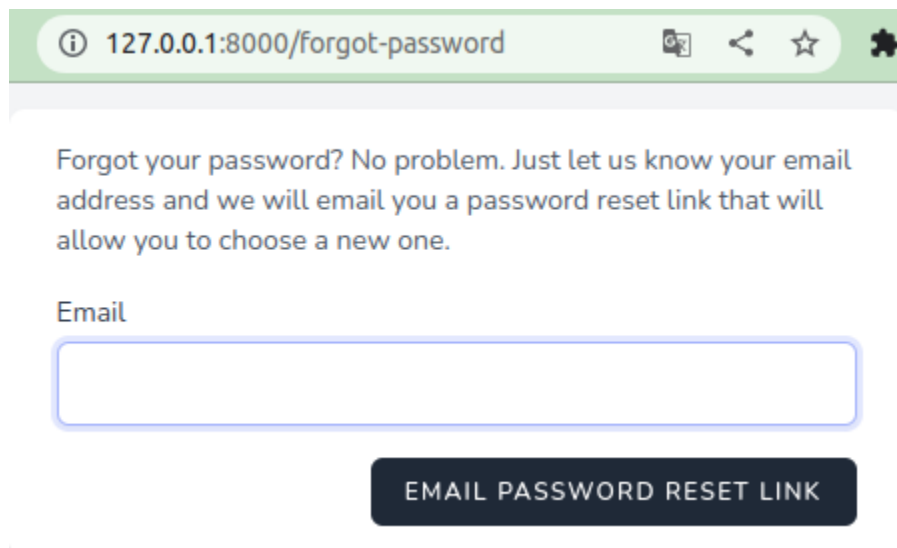 127.0.0.1:8000/forgot-password
Forgot your password? No problem. Just let us know your email
address and we will email you a password reset link that will
allow you to choose a new one.
Email
EMAIL PASSWORD RESET LINK